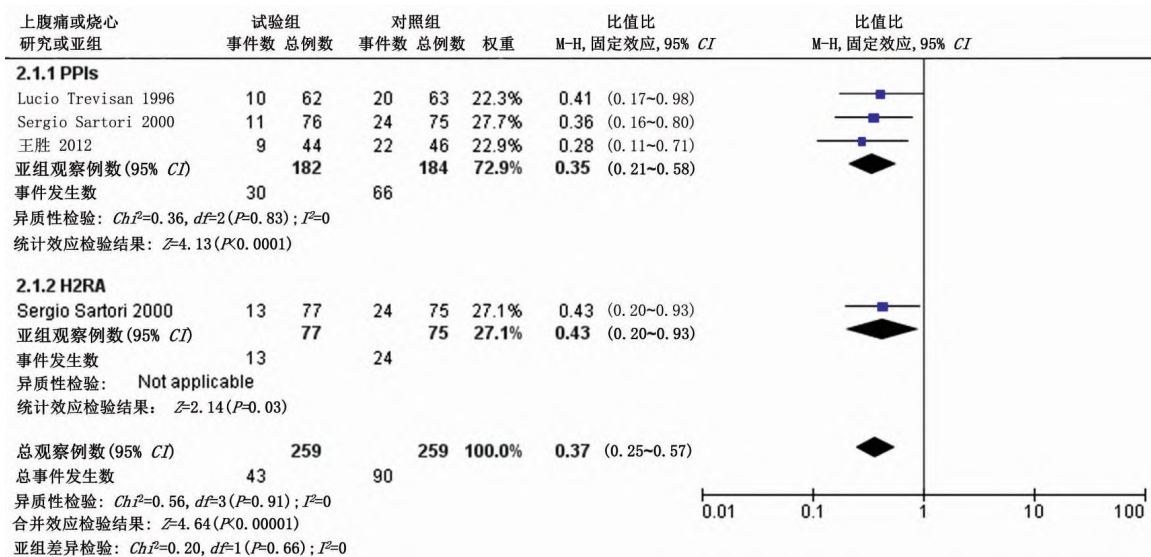 上腹痛或烧心 试验组 对照组 比值比 比值比
研究或亚组 事件数 总例数 事件数 总例数 权重 M-H,固定效应,95% CI M-H,固定效应,95% CI
2.1.1 PPIs
Lucio Trevisan 1996 10 62 20 63 22.3% 0.41 (0.17~0.98)
Sergio Sartori 2000 11 76 24 75 27.7% 0.36 (0.16~0.80)
王胜 2012 9 44 22 46 22.9% 0.28 (0.11~0.71)
亚组观察例数(95% CI) 182 184 72.9% 0.35 (0.21~0.58)
事件发生数 30 66
异质性检验: Chi²=0.36,df=2(P=0.83);I²=0
统计效应检验结果: Z=4.13(P<0.0001)
2.1.2 H2RA
Sergio Sartori 2000 13 77 24 75 27.1% 0.43 (0.20~0.93)
亚组观察例数(95% CI) 77 75 27.1% 0.43 (0.20~0.93)
事件发生数 13 24
异质性检验: Not applicable
统计效应检验结果: Z=2.14(P=0.03)
总观察例数(95% CI) 259 259 100.0% 0.37 (0.25~0.57)
总事件发生数 43 90
异质性检验: Chi²=0.56,df=3(P=0.91);I²=0
合并效应检验结果: Z=4.64(P<0.00001)
亚组差异检验: Chi²=0.20,df=1(P=0.66);I²=0
0.01 0.1 1 10 100